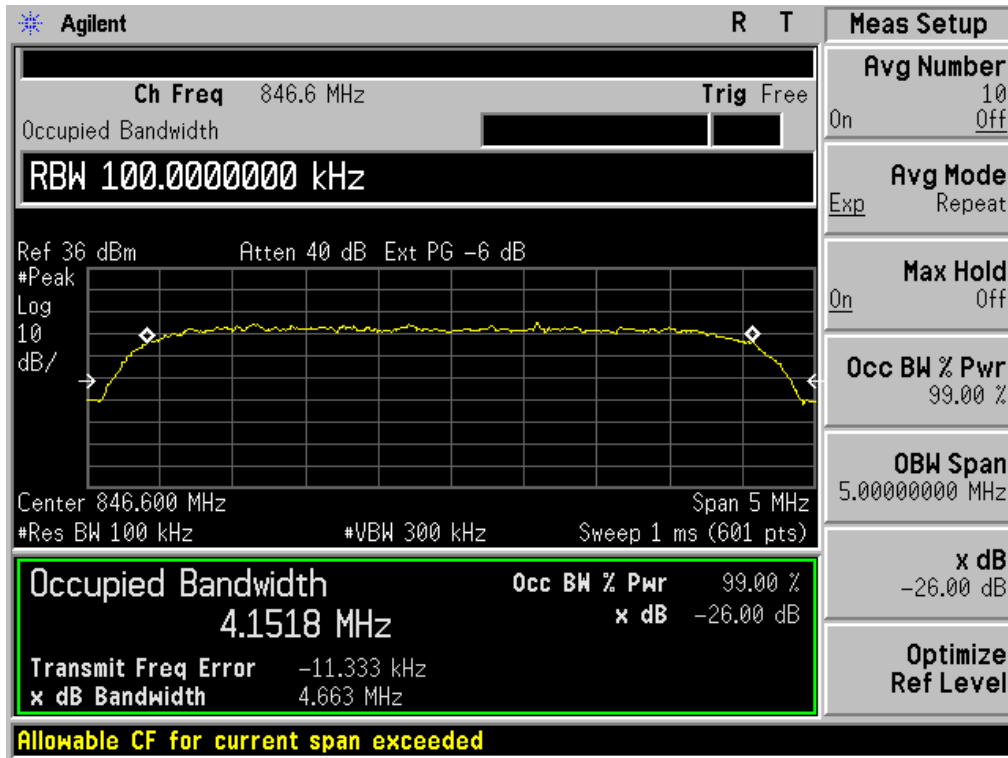 Agilent R T
Ch Freq 846.6 MHz Trig Free
Occupied Bandwidth
RBW 100.0000000 kHz
Ref 36 dBm Atten 40 dB Ext PG -6 dB
#Peak
Log
10
dB/
Center 846.600 MHz Span 5 MHz
#Res BW 100 kHz #VBW 300 kHz Sweep 1 ms (601 pts)
Occupied Bandwidth Occ BW % Pwr 99.00 %
4.1518 MHz x dB -26.00 dB
Transmit Freq Error -11.333 kHz
x dB Bandwidth 4.663 MHz
Allowable CF for current span exceeded
Meas Setup
Avg Number
10
On Off
Avg Mode
Exp Repeat
Max Hold
On Off
Occ BW % Pwr
99.00 %
OBW Span
5.00000000 MHz
x dB
-26.00 dB
Optimize
Ref Level